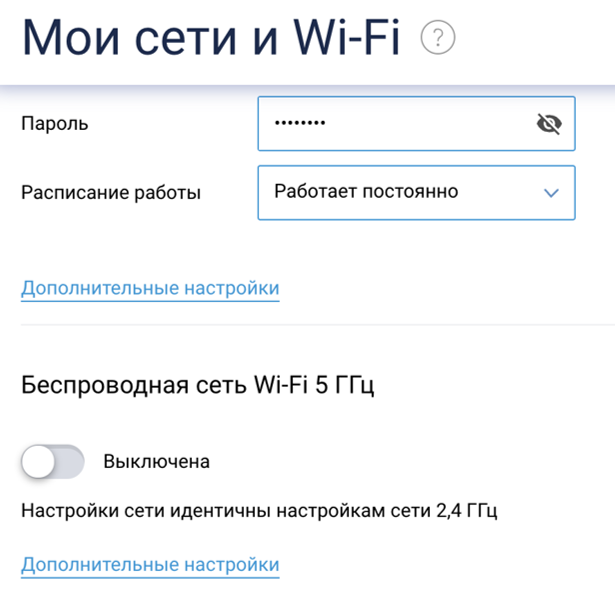 Мои сети и Wi-Fi ?
Пароль ••••••••
Расписание работы Работает постоянно
Дополнительные настройки
Беспроводная сеть Wi-Fi 5 ГГц
Выключена
Настройки сети идентичны настройкам сети 2,4 ГГц
Дополнительные настройки